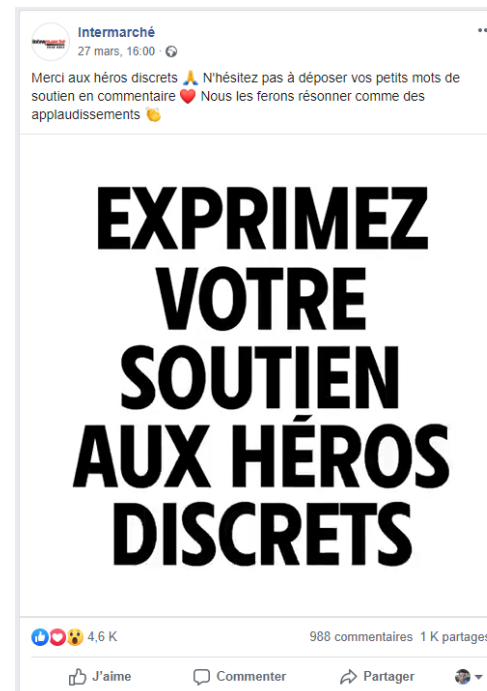 Intermarché
27 mars, 16:00
Merci aux héros discrets 🙏 N'hésitez pas à déposer vos petits mots de
soutien en commentaire ❤️ Nous les ferons résonner comme des
applaudissements 👏
EXPRIMEZ
VOTRE
SOUTIEN
AUX HÉROS
DISCRETS
4,6 K 988 commentaires 1 K partages
J'aime Commenter Partager